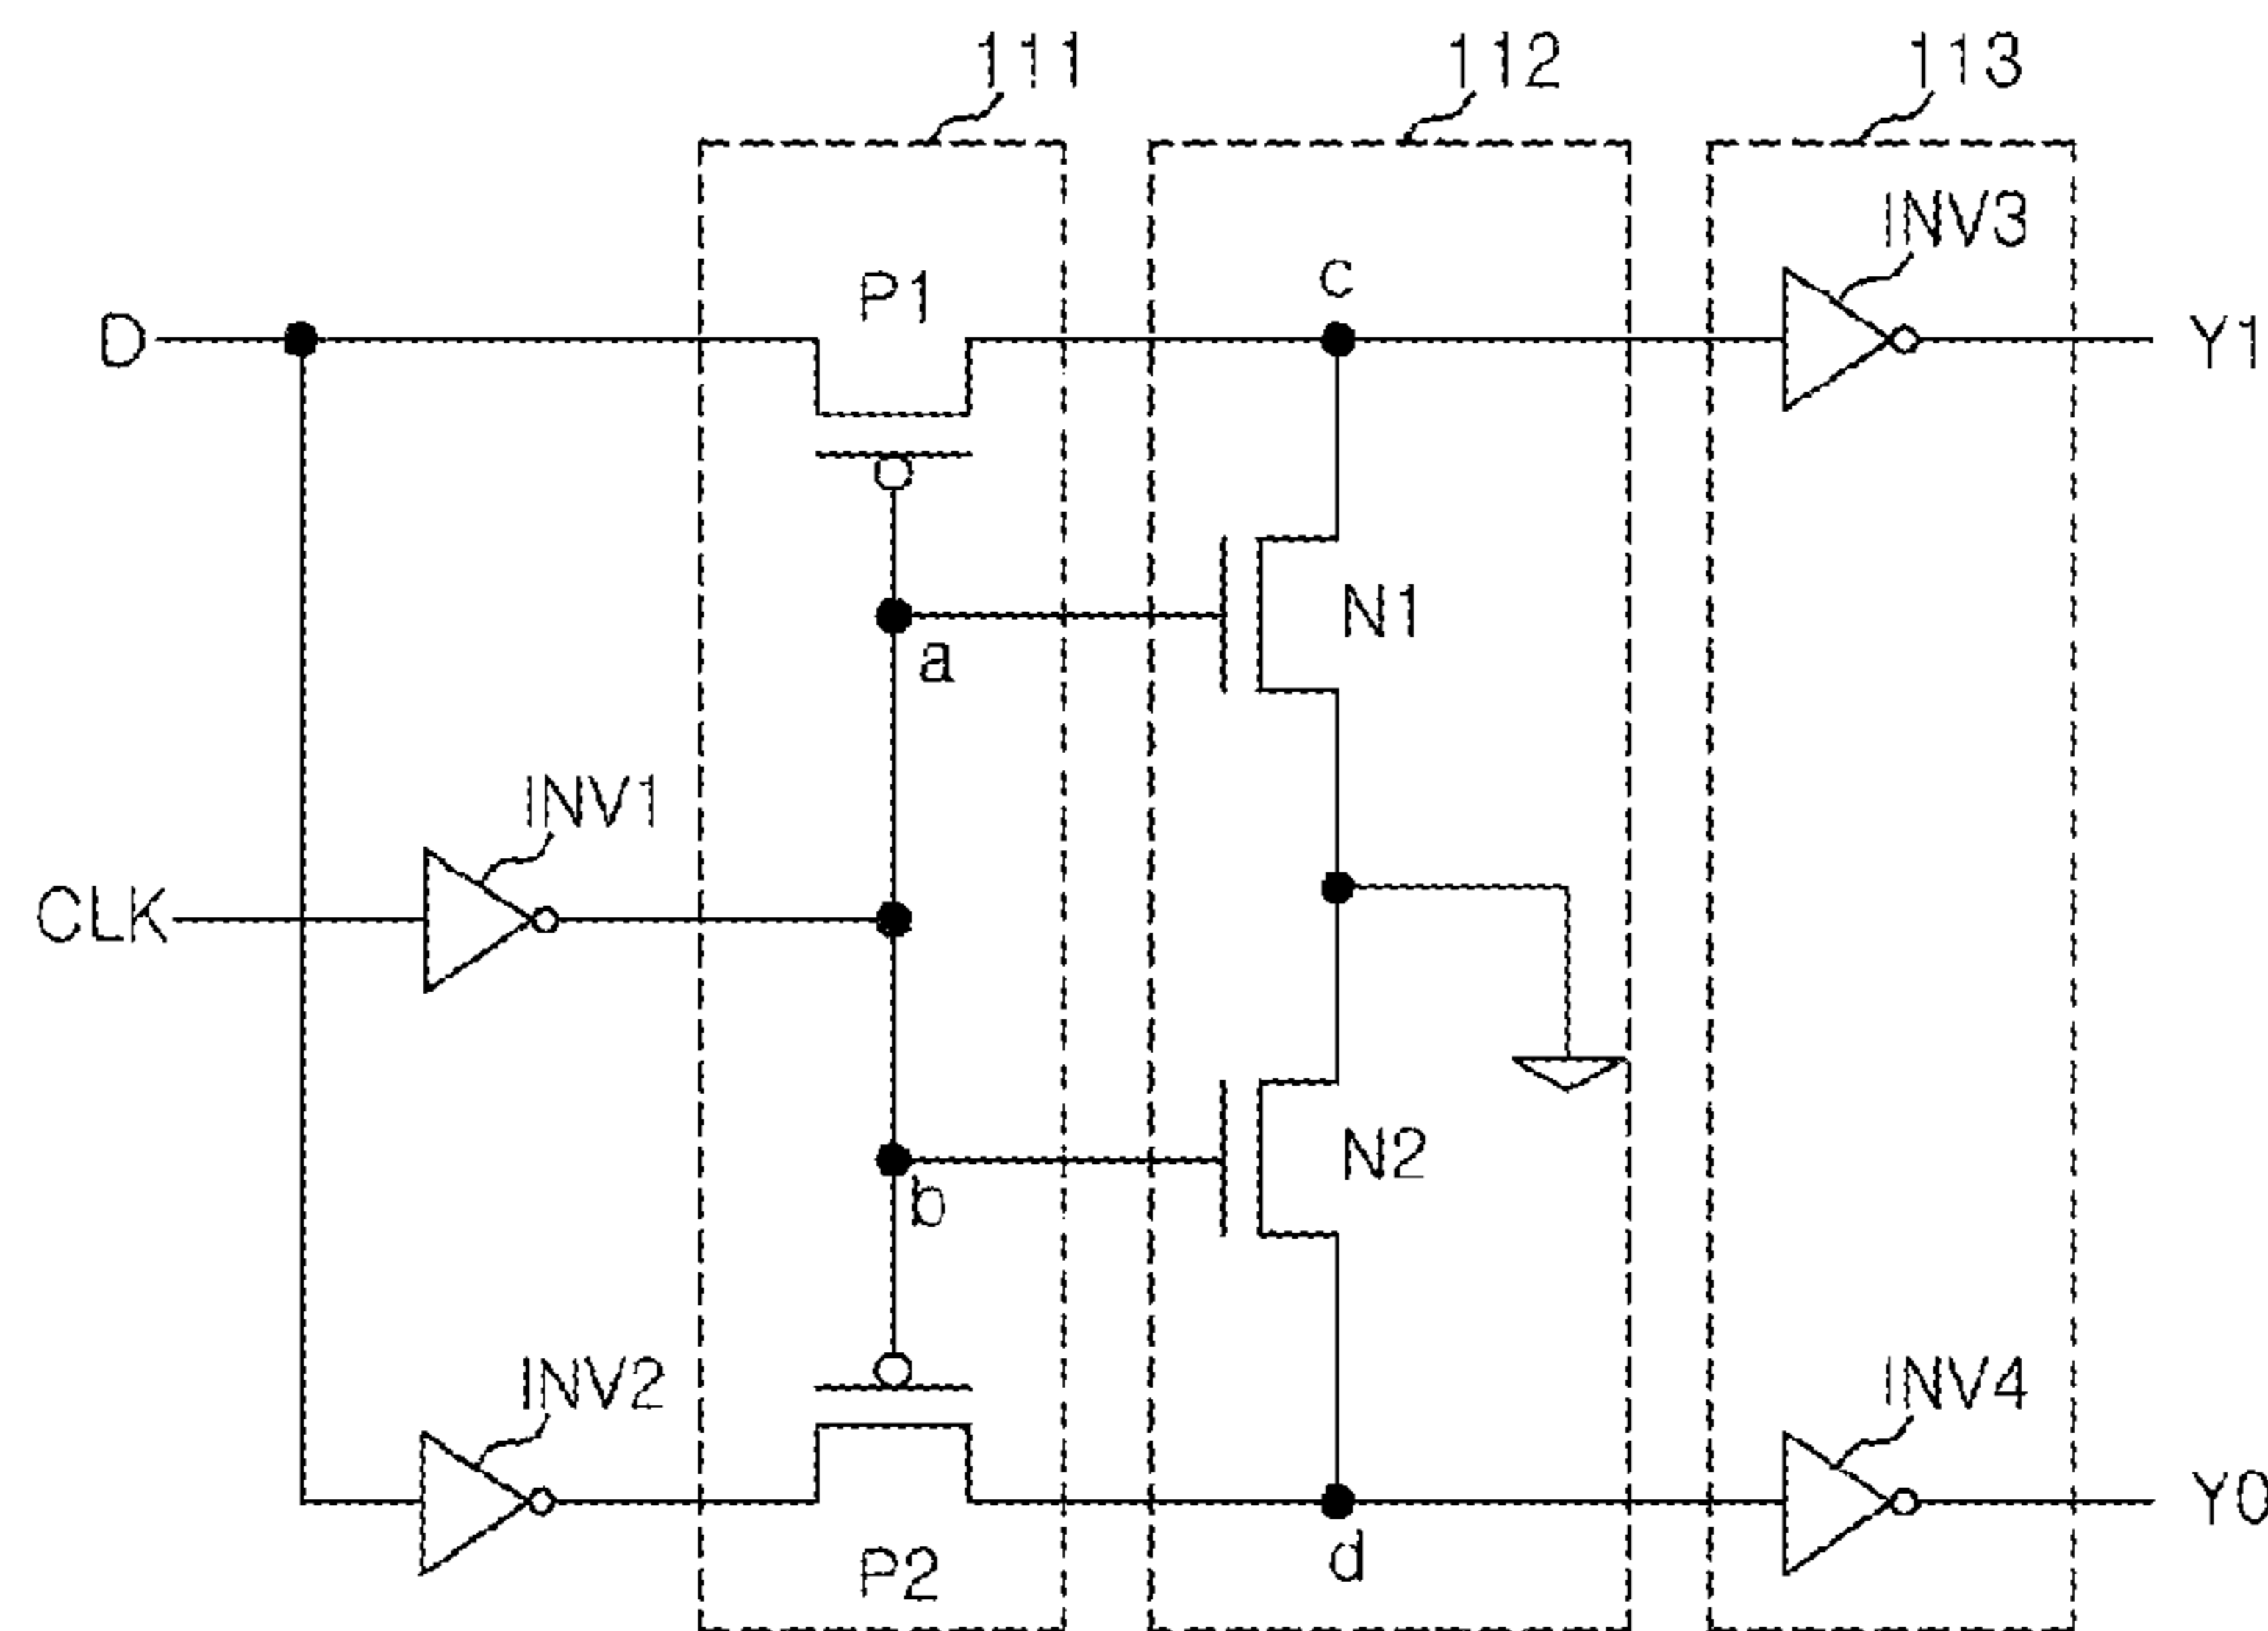 111 112 113
INV3
P1 c
D Y1
N1
a
INV1
CLK
N2
b
INV2 INV4
Y0
P2 d